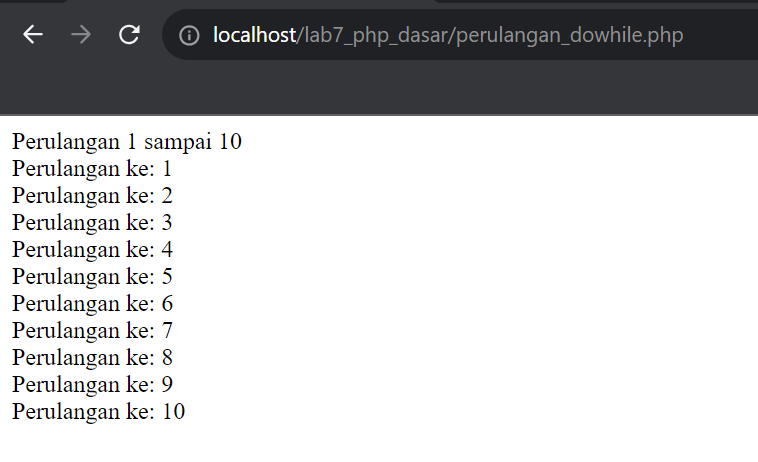 localhost/lab7_php_dasar/perulangan_dowhile.php
Perulangan 1 sampai 10
Perulangan ke: 1
Perulangan ke: 2
Perulangan ke: 3
Perulangan ke: 4
Perulangan ke: 5
Perulangan ke: 6
Perulangan ke: 7
Perulangan ke: 8
Perulangan ke: 9
Perulangan ke: 10